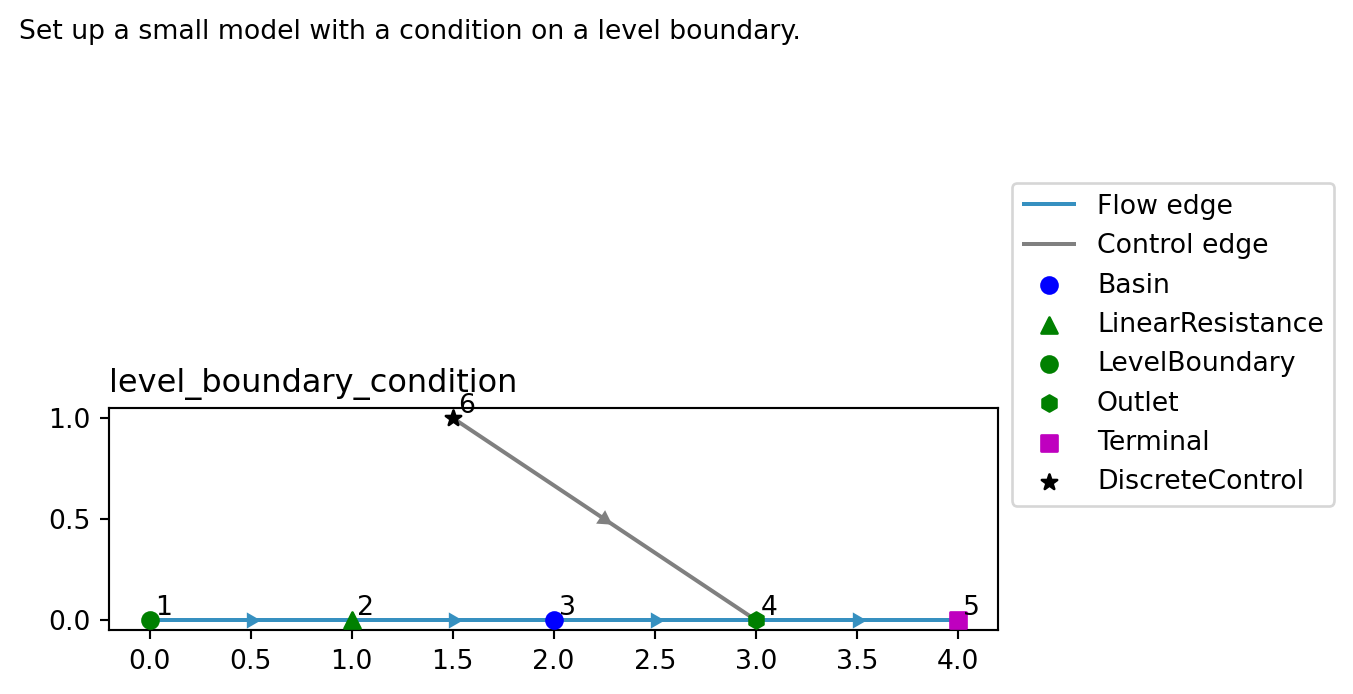 Set up a small model with a condition on a level boundary.
Flow edge
Control edge
Basin
LinearResistance
LevelBoundary
Outlet
Terminal
DiscreteControl
level_boundary_condition
6
1.0
0.5
0.0
1
2
3
4
5
0.0 0.5 1.0 1.5 2.0 2.5 3.0 3.5 4.0